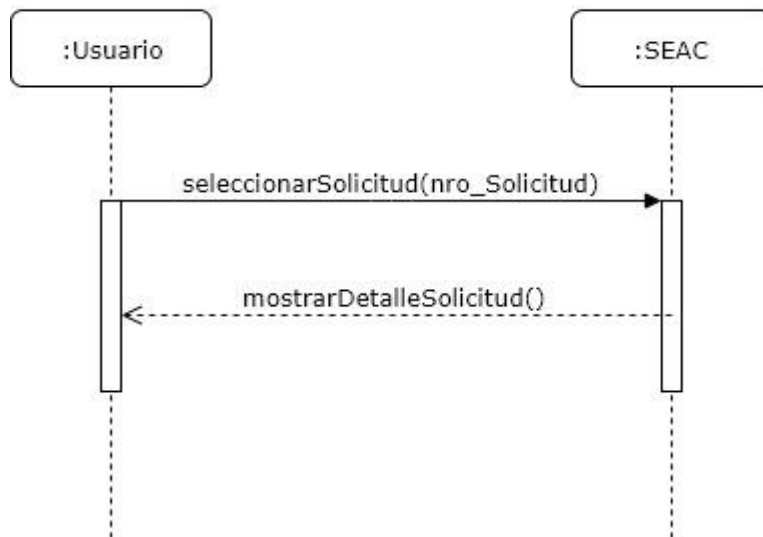 :Usuario
:SEAC
seleccionarSolicitud(nro_Solicitud)
mostrarDetalleSolicitud()